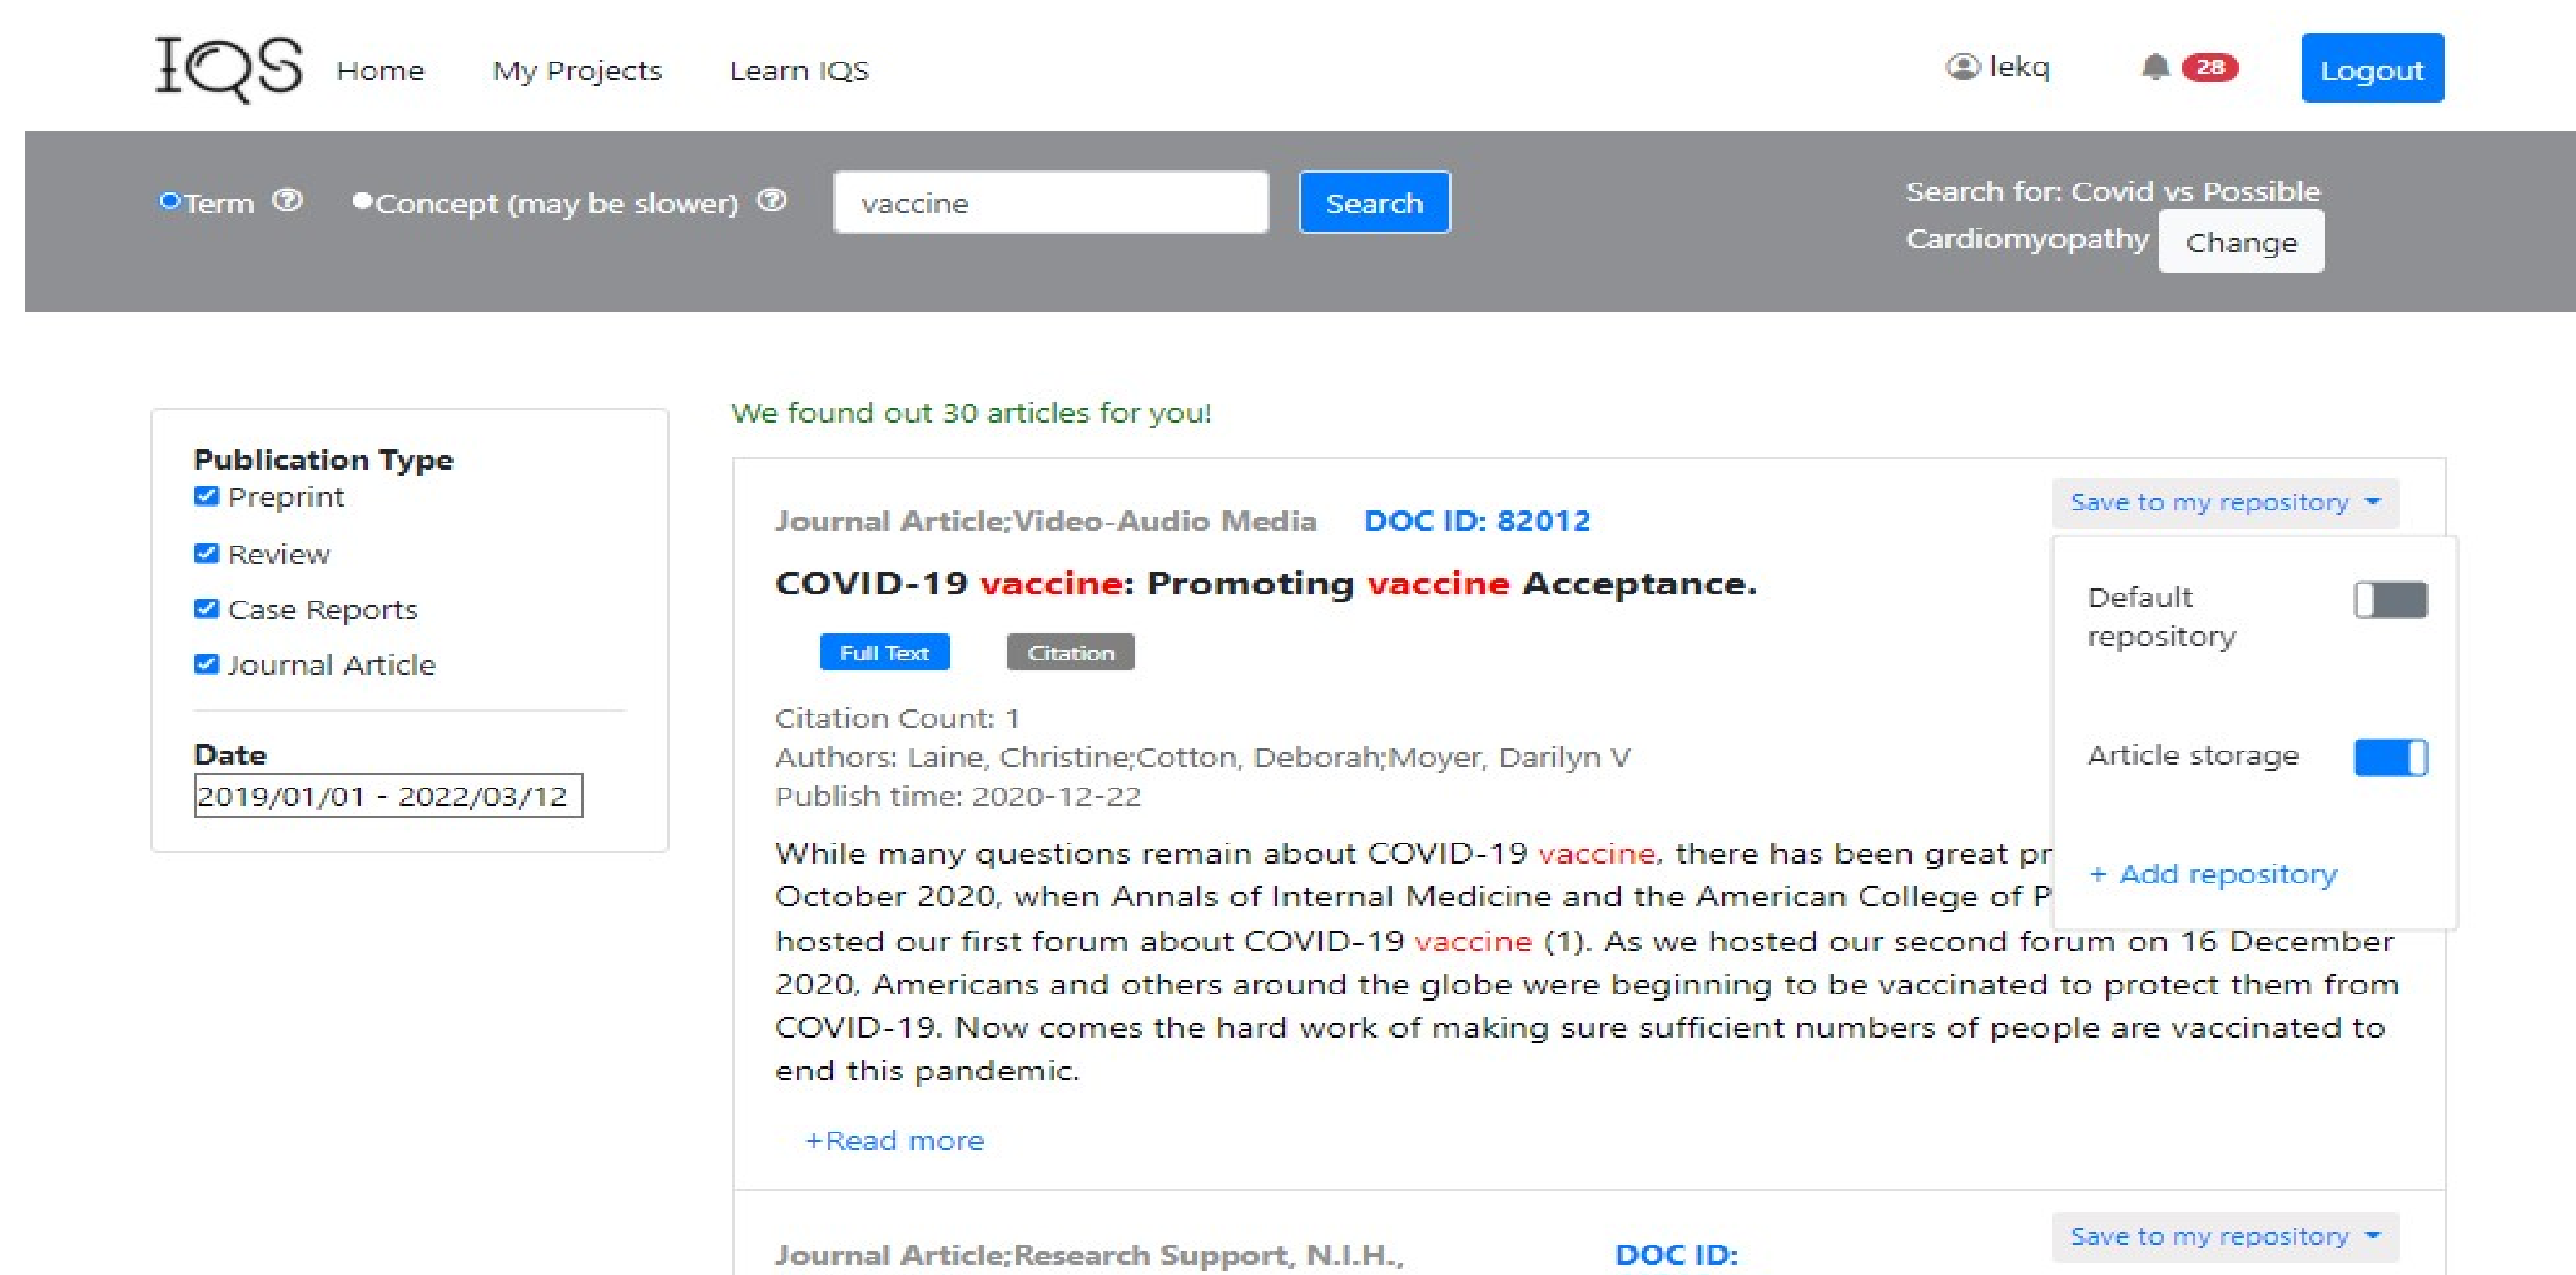 IQS Home My Projects Learn IQS lekq 28 Logout
Term Concept (may be slower) vaccine Search
Search for: Covid vs Possible
Cardiomyopathy Change
Publication Type
Preprint
Review
Case Reports
Journal Article
Date
2019/01/01 - 2022/03/12
We found out 30 articles for you!
Journal Article;Video-Audio Media DOC ID: 82012
Save to my repository
COVID-19 vaccine: Promoting vaccine Acceptance.
Full Text Citation
Citation Count: 1
Authors: Laine, Christine;Cotton, Deborah;Moyer, Darilyn V
Publish time: 2020-12-22
Default
repository
Article storage
+ Add repository
While many questions remain about COVID-19 vaccine, there has been great pr
October 2020, when Annals of Internal Medicine and the American College of P
hosted our first forum about COVID-19 vaccine (1). As we hosted our second forum on 16 December
2020, Americans and others around the globe were beginning to be vaccinated to protect them from
COVID-19. Now comes the hard work of making sure sufficient numbers of people are vaccinated to
end this pandemic.
+Read more
Journal Article;Research Support, N.I.H., DOC ID:
Save to my repository